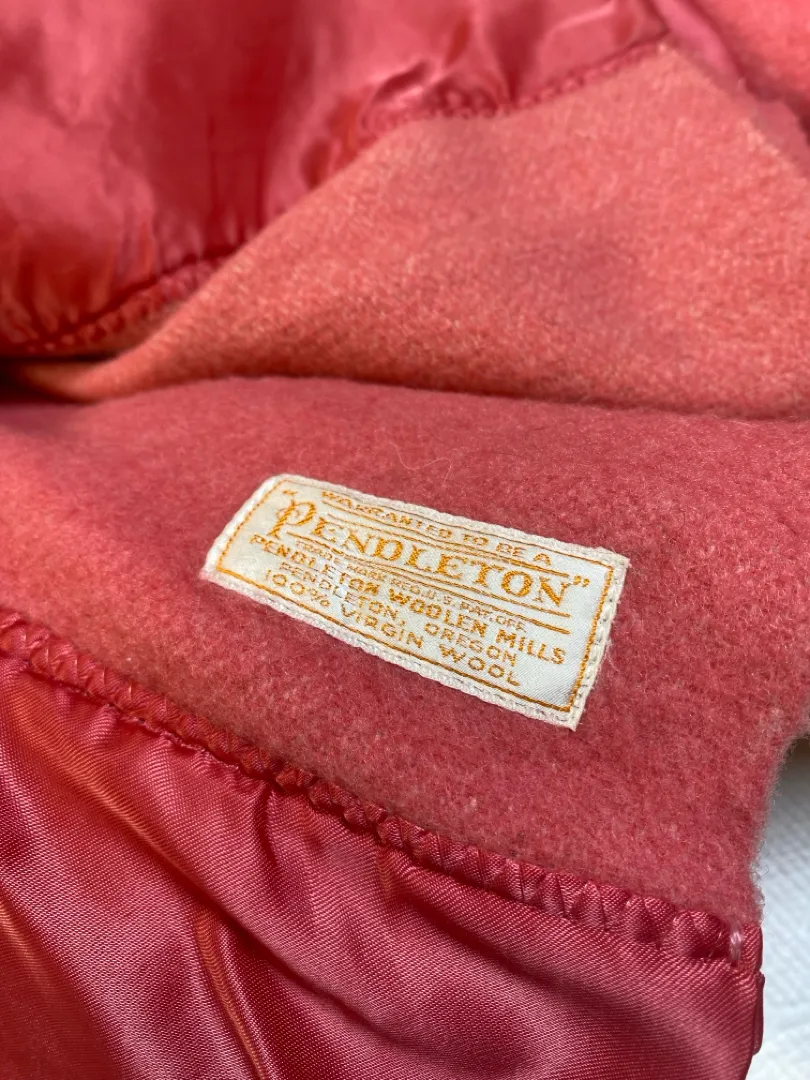 WARRANTED TO BE A
"PENDLETON"
TRADE MARK REG. U.S. PAT. OFF.
PENDLETON WOOLEN MILLS
PENDLETON, OREGON
100% VIRGIN WOOL